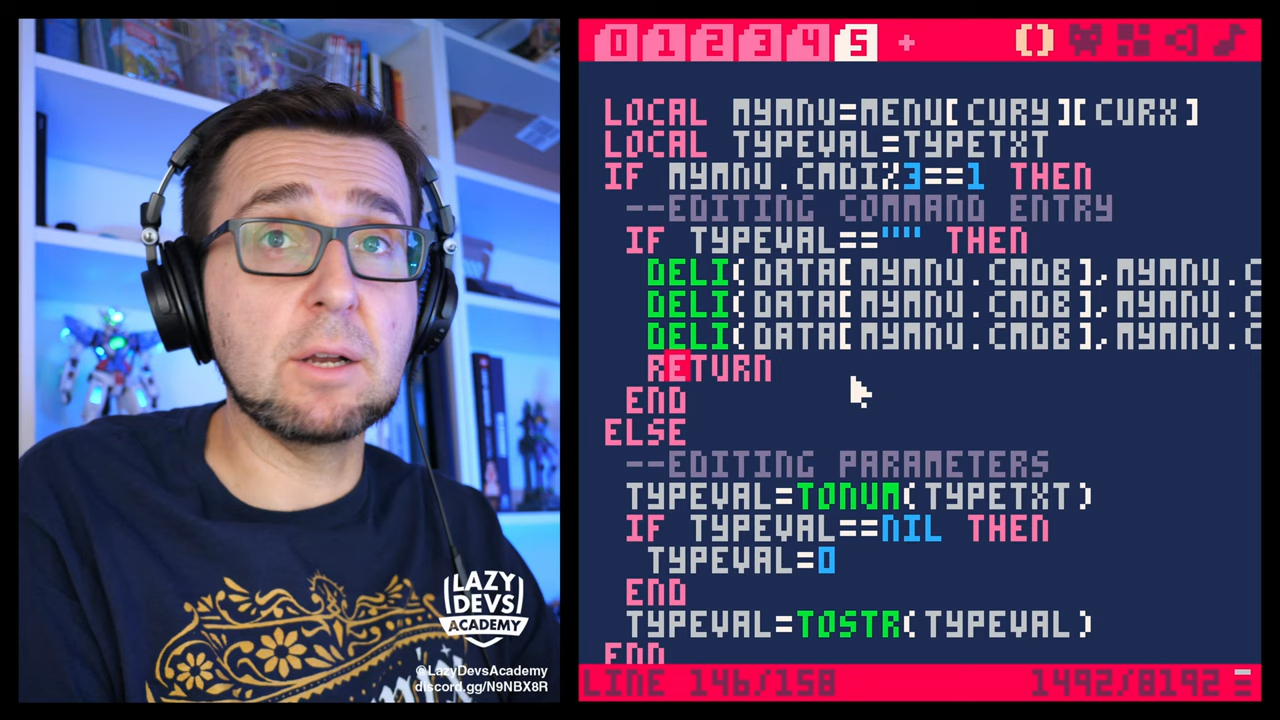 LAZY
DEVS
ACADEMY
@LazyDevsAcademy
discord.gg/N9NBX8R
0 1 2 3 4 5 +
LOCAL MYMNU=MENU[CURY][CURX]
LOCAL TYPEVAL=TYPETXT
IF MYMNU.CMDI%3==1 THEN
--EDITING COMMAND ENTRY
IF TYPEVAL=="" THEN
DELI(DATA[MYMNU.CMDB],MYMNU.C
DELI(DATA[MYMNU.CMDB],MYMNU.C
DELI(DATA[MYMNU.CMDB],MYMNU.C
RETURN
END
ELSE
--EDITING PARAMETERS
TYPEVAL=TONUM(TYPETXT)
IF TYPEVAL==NIL THEN
TYPEVAL=0
END
TYPEVAL=TOSTR(TYPEVAL)
END
LINE 146/158 1492/8192